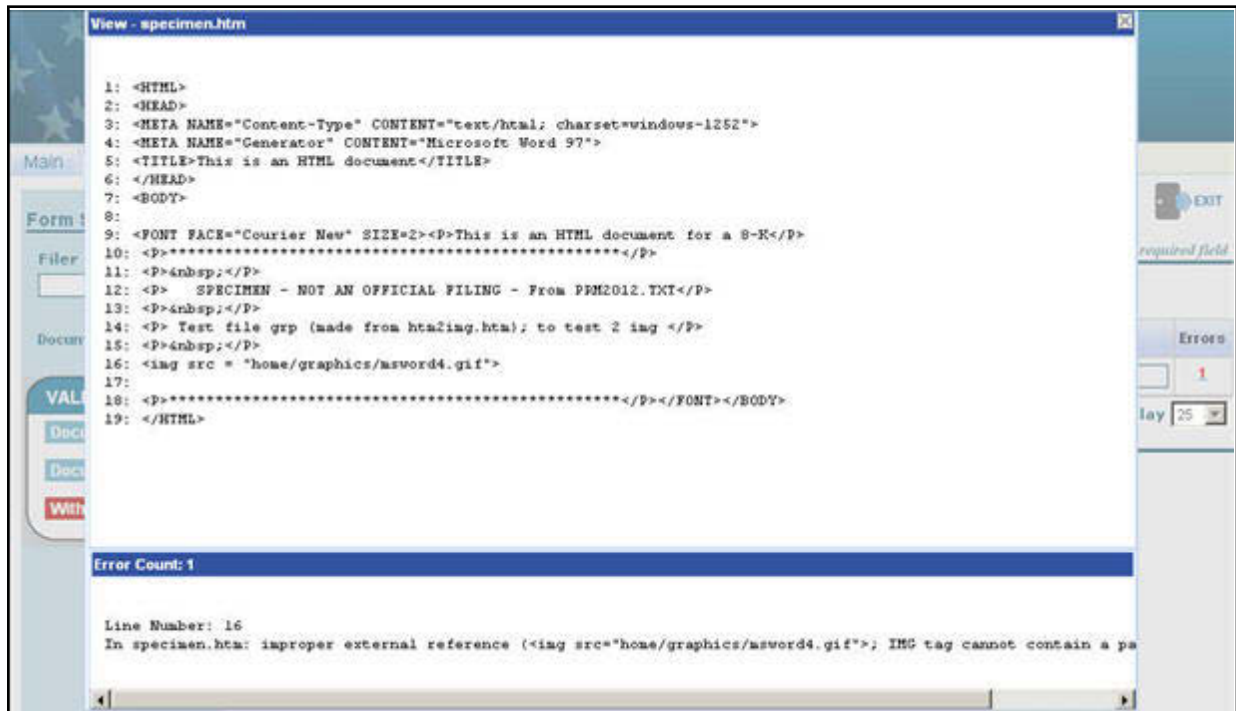 View - specimen.htm
1: <HTML>
2: <HEAD>
3: <META NAME="Content-Type" CONTENT="text/html; charset=windows-1252">
4: <META NAME="Generator" CONTENT="Microsoft Word 97">
5: <TITLE>This is an HTML document</TITLE>
6: </HEAD>
7: <BODY>
8:
9: <FONT FACE="Courier New" SIZE=2><P>This is an HTML document for a 8-K</P>
10: <P>*************************************************</P>
11: <P>&nbsp;</P>
12: <P>   SPECIMEN - NOT AN OFFICIAL FILING - From PRM2012.TXT</P>
13: <P>&nbsp;</P>
14: <P> Test file grp (made from htm2img.htm); to test 2 img </P>
15: <P>&nbsp;</P>
16: <img src = "home/graphics/msword4.gif">
17:
18: <P>*************************************************</P></FONT></BODY>
19: </HTML>
Main
Form S
EXIT
Filer
required field
Docum
Errors
VALI
1
Docu
lay 25
Docu
With
Error Count: 1
Line Number: 16
In specimen.htm: improper external reference (<img src="home/graphics/msword4.gif">; IMG tag cannot contain a pa